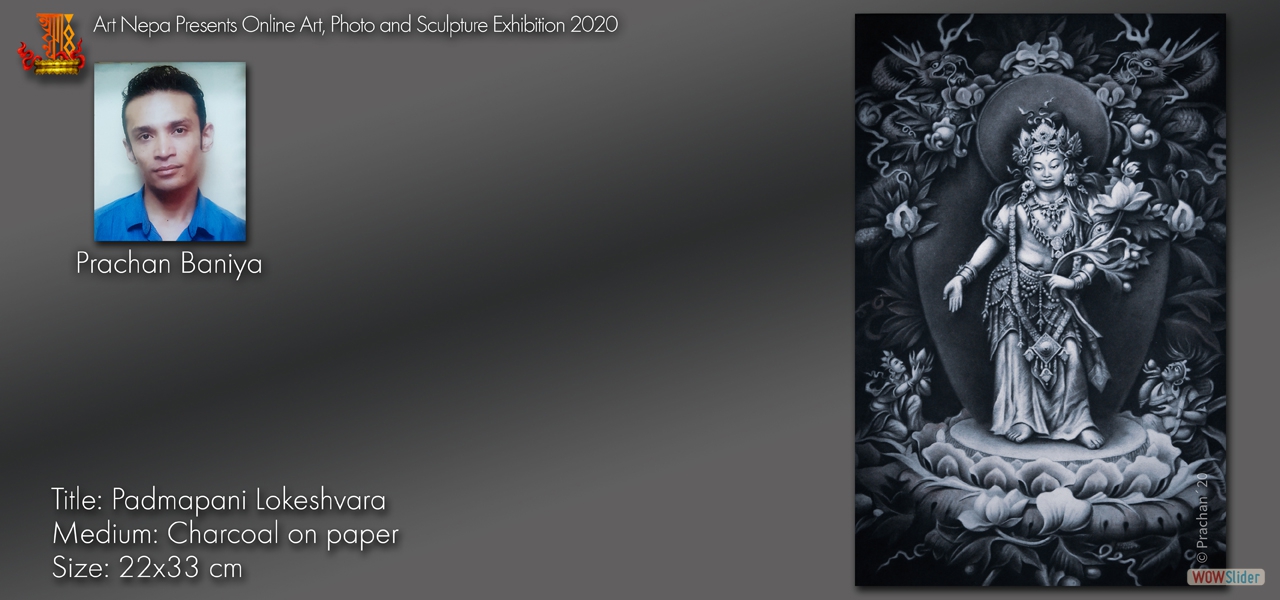 Art Nepa Presents Online Art, Photo and Sculpture Exhibition 2020
Prachan Baniya
Title: Padmapani Lokeshvara
Medium: Charcoal on paper
Size: 22x33 cm
© Prachan '20
WOWSlider